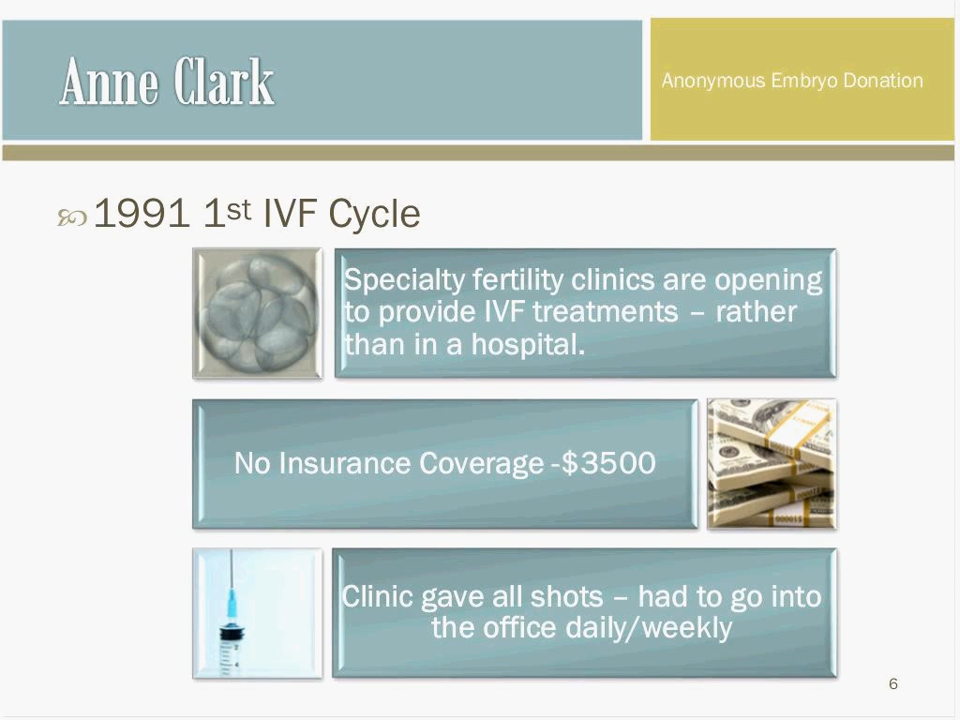 Anne Clark
Anonymous Embryo Donation
1991 1st IVF Cycle
Specialty fertility clinics are opening
to provide IVF treatments – rather
than in a hospital.
No Insurance Coverage -$3500
Clinic gave all shots – had to go into
the office daily/weekly
6